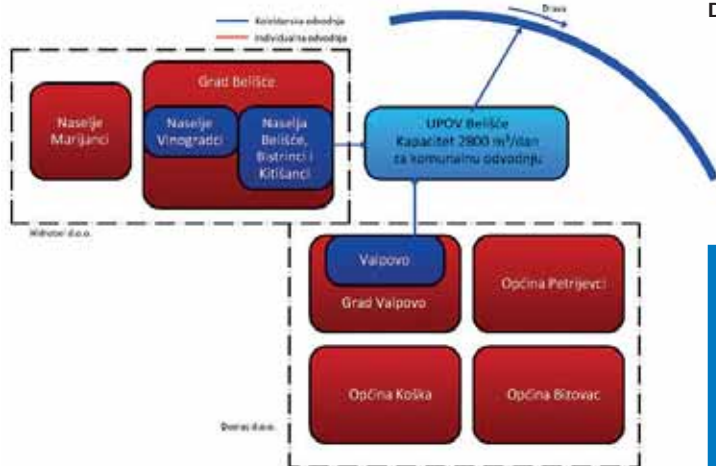 Kolektorska odvodnja
Individualna odvodnja
Drava
D
Grad Belišće
Naselje
Marijanci
Naselje
Vinogradci
Naselja
Belišće,
Bistrinci i
Kitišanci
UPOV Belišće
Kapacitet 2800 m³/dan
za komunalnu odvodnju
Hidrobel d.o.o.
Valpovo
Grad Valpovo
Općina Petrijevci
Općina Koška
Općina Bizovac
d.o.o.